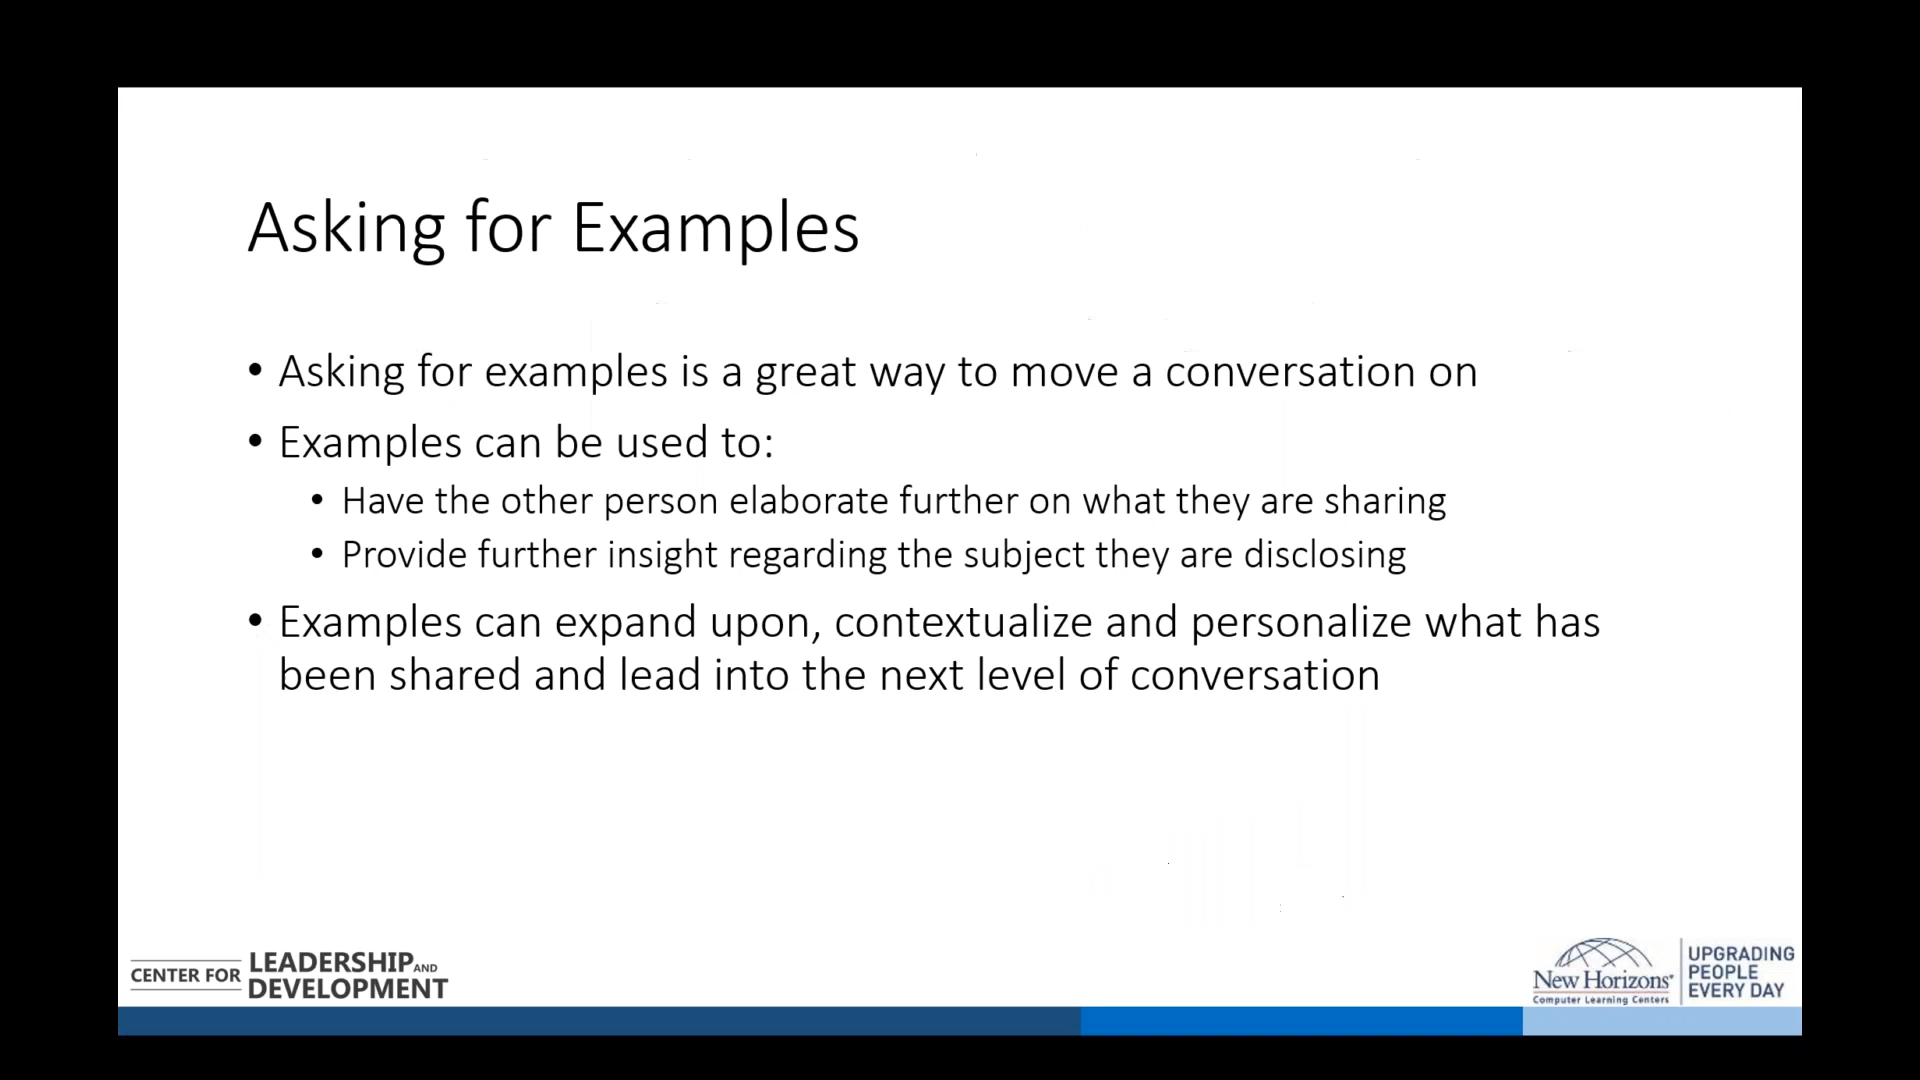 Asking for Examples
• Asking for examples is a great way to move a conversation on
• Examples can be used to:
• Have the other person elaborate further on what they are sharing
• Provide further insight regarding the subject they are disclosing
• Examples can expand upon, contextualize and personalize what has
been shared and lead into the next level of conversation
CENTER FOR LEADERSHIP AND
DEVELOPMENT
New Horizons®
Computer Learning Centers
UPGRADING
PEOPLE
EVERY DAY